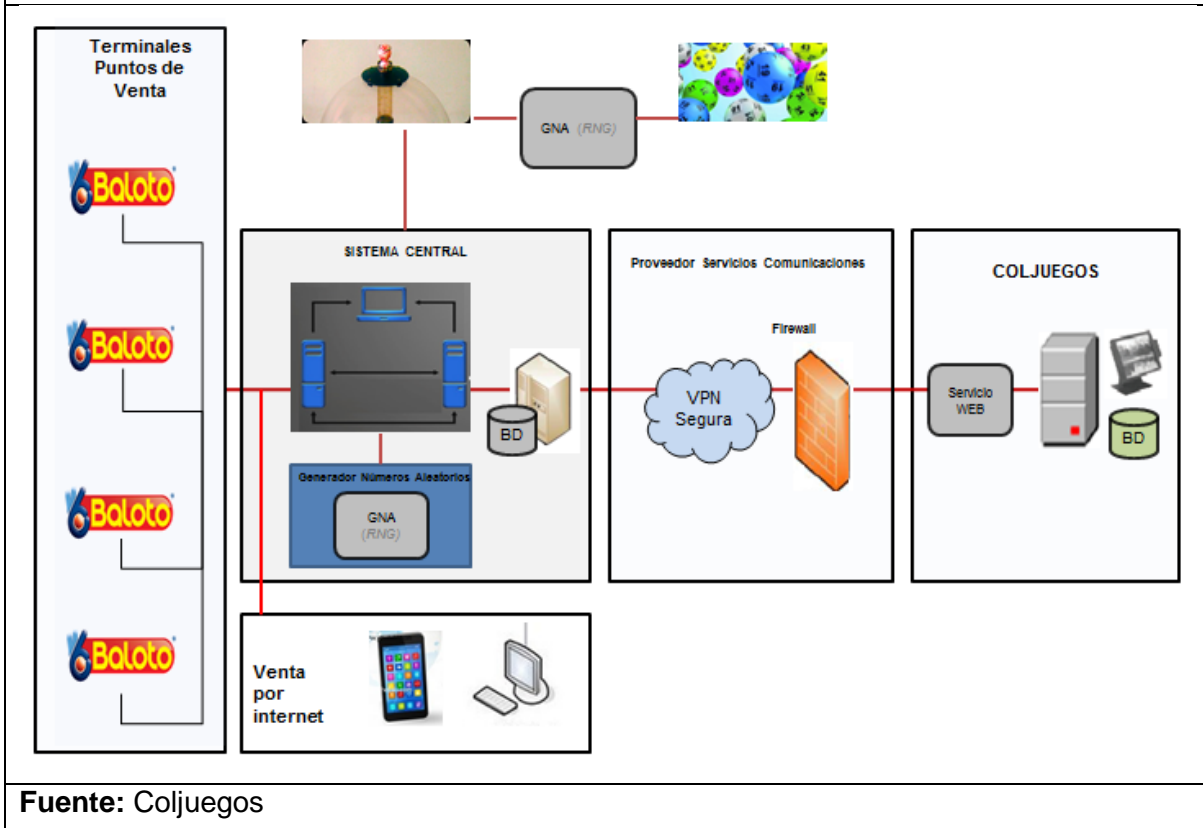 Terminales
Puntos de
Venta
Baloto
Baloto
Baloto
Baloto
GNA (RNG)
SISTEMA CENTRAL
BD
Generador Números Aleatorios
GNA
(RNG)
Proveedor Servicios Comunicaciones
Firewall
VPN
Segura
COLJUEGOS
Servicio
WEB
BD
Venta
por
internet
Fuente: Coljuegos